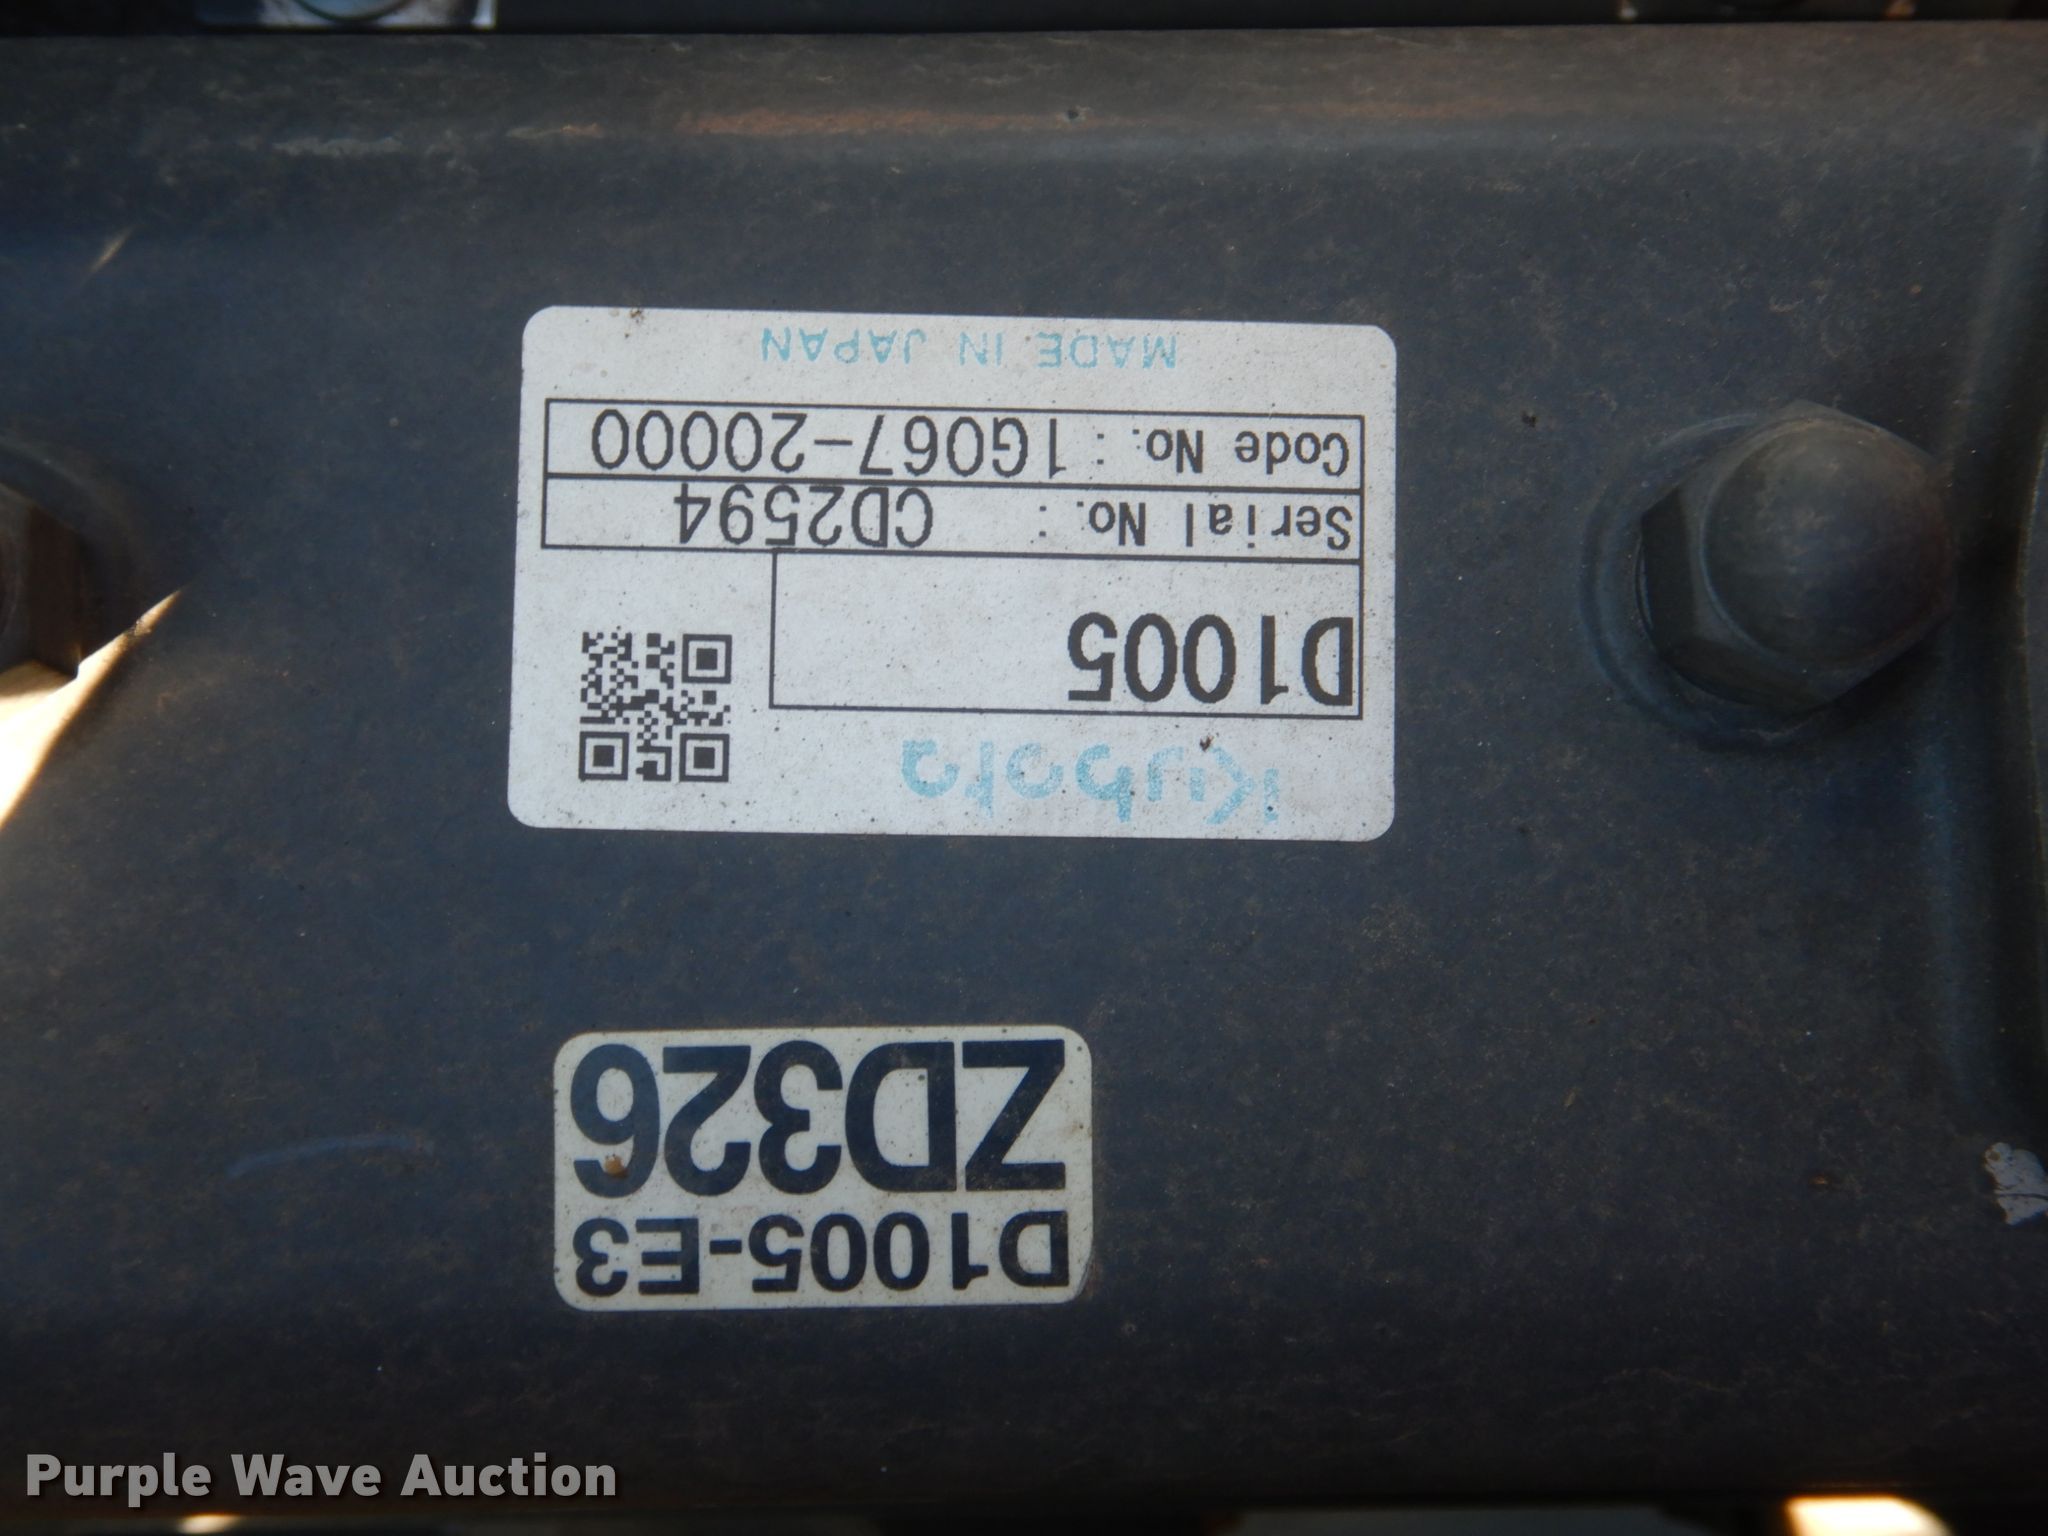 Kubota
D1005
Serial No. : CD2594
Code No. : 1G067-20000
MADE IN JAPAN
D1005-E3
ZD326
Purple Wave Auction